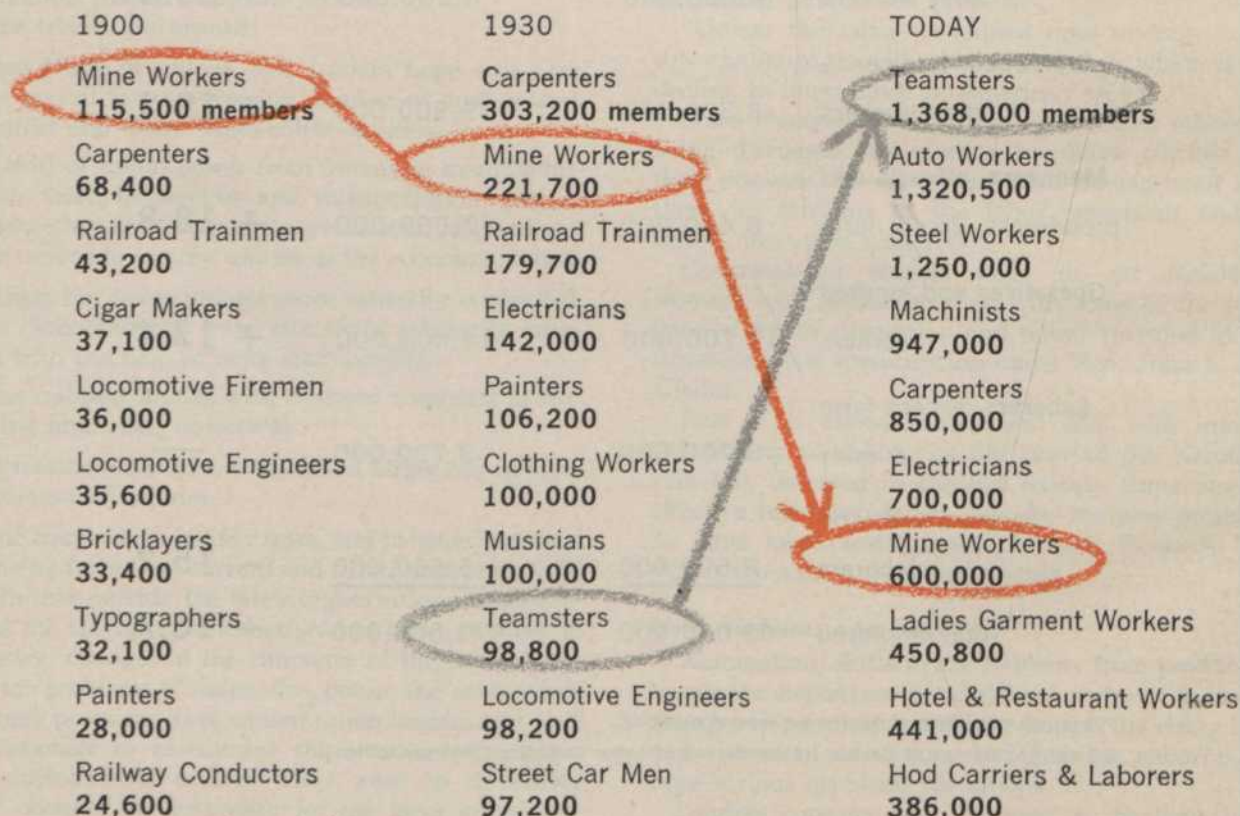 1900
Mine Workers
115,500 members
Carpenters
68,400
Railroad Trainmen
43,200
Cigar Makers
37,100
Locomotive Firemen
36,000
Locomotive Engineers
35,600
Bricklayers
33,400
Typographers
32,100
Painters
28,000
Railway Conductors
24,600
1930
Carpenters
303,200 members
Mine Workers
221,700
Railroad Trainmen
179,700
Electricians
142,000
Painters
106,200
Clothing Workers
100,000
Musicians
100,000
Teamsters
98,800
Locomotive Engineers
98,200
Street Car Men
97,200
TODAY
Teamsters
1,368,000 members
Auto Workers
1,320,500
Steel Workers
1,250,000
Machinists
947,000
Carpenters
850,000
Electricians
700,000
Mine Workers
600,000
Ladies Garment Workers
450,800
Hotel & Restaurant Workers
441,000
Hod Carriers & Laborers
386,000